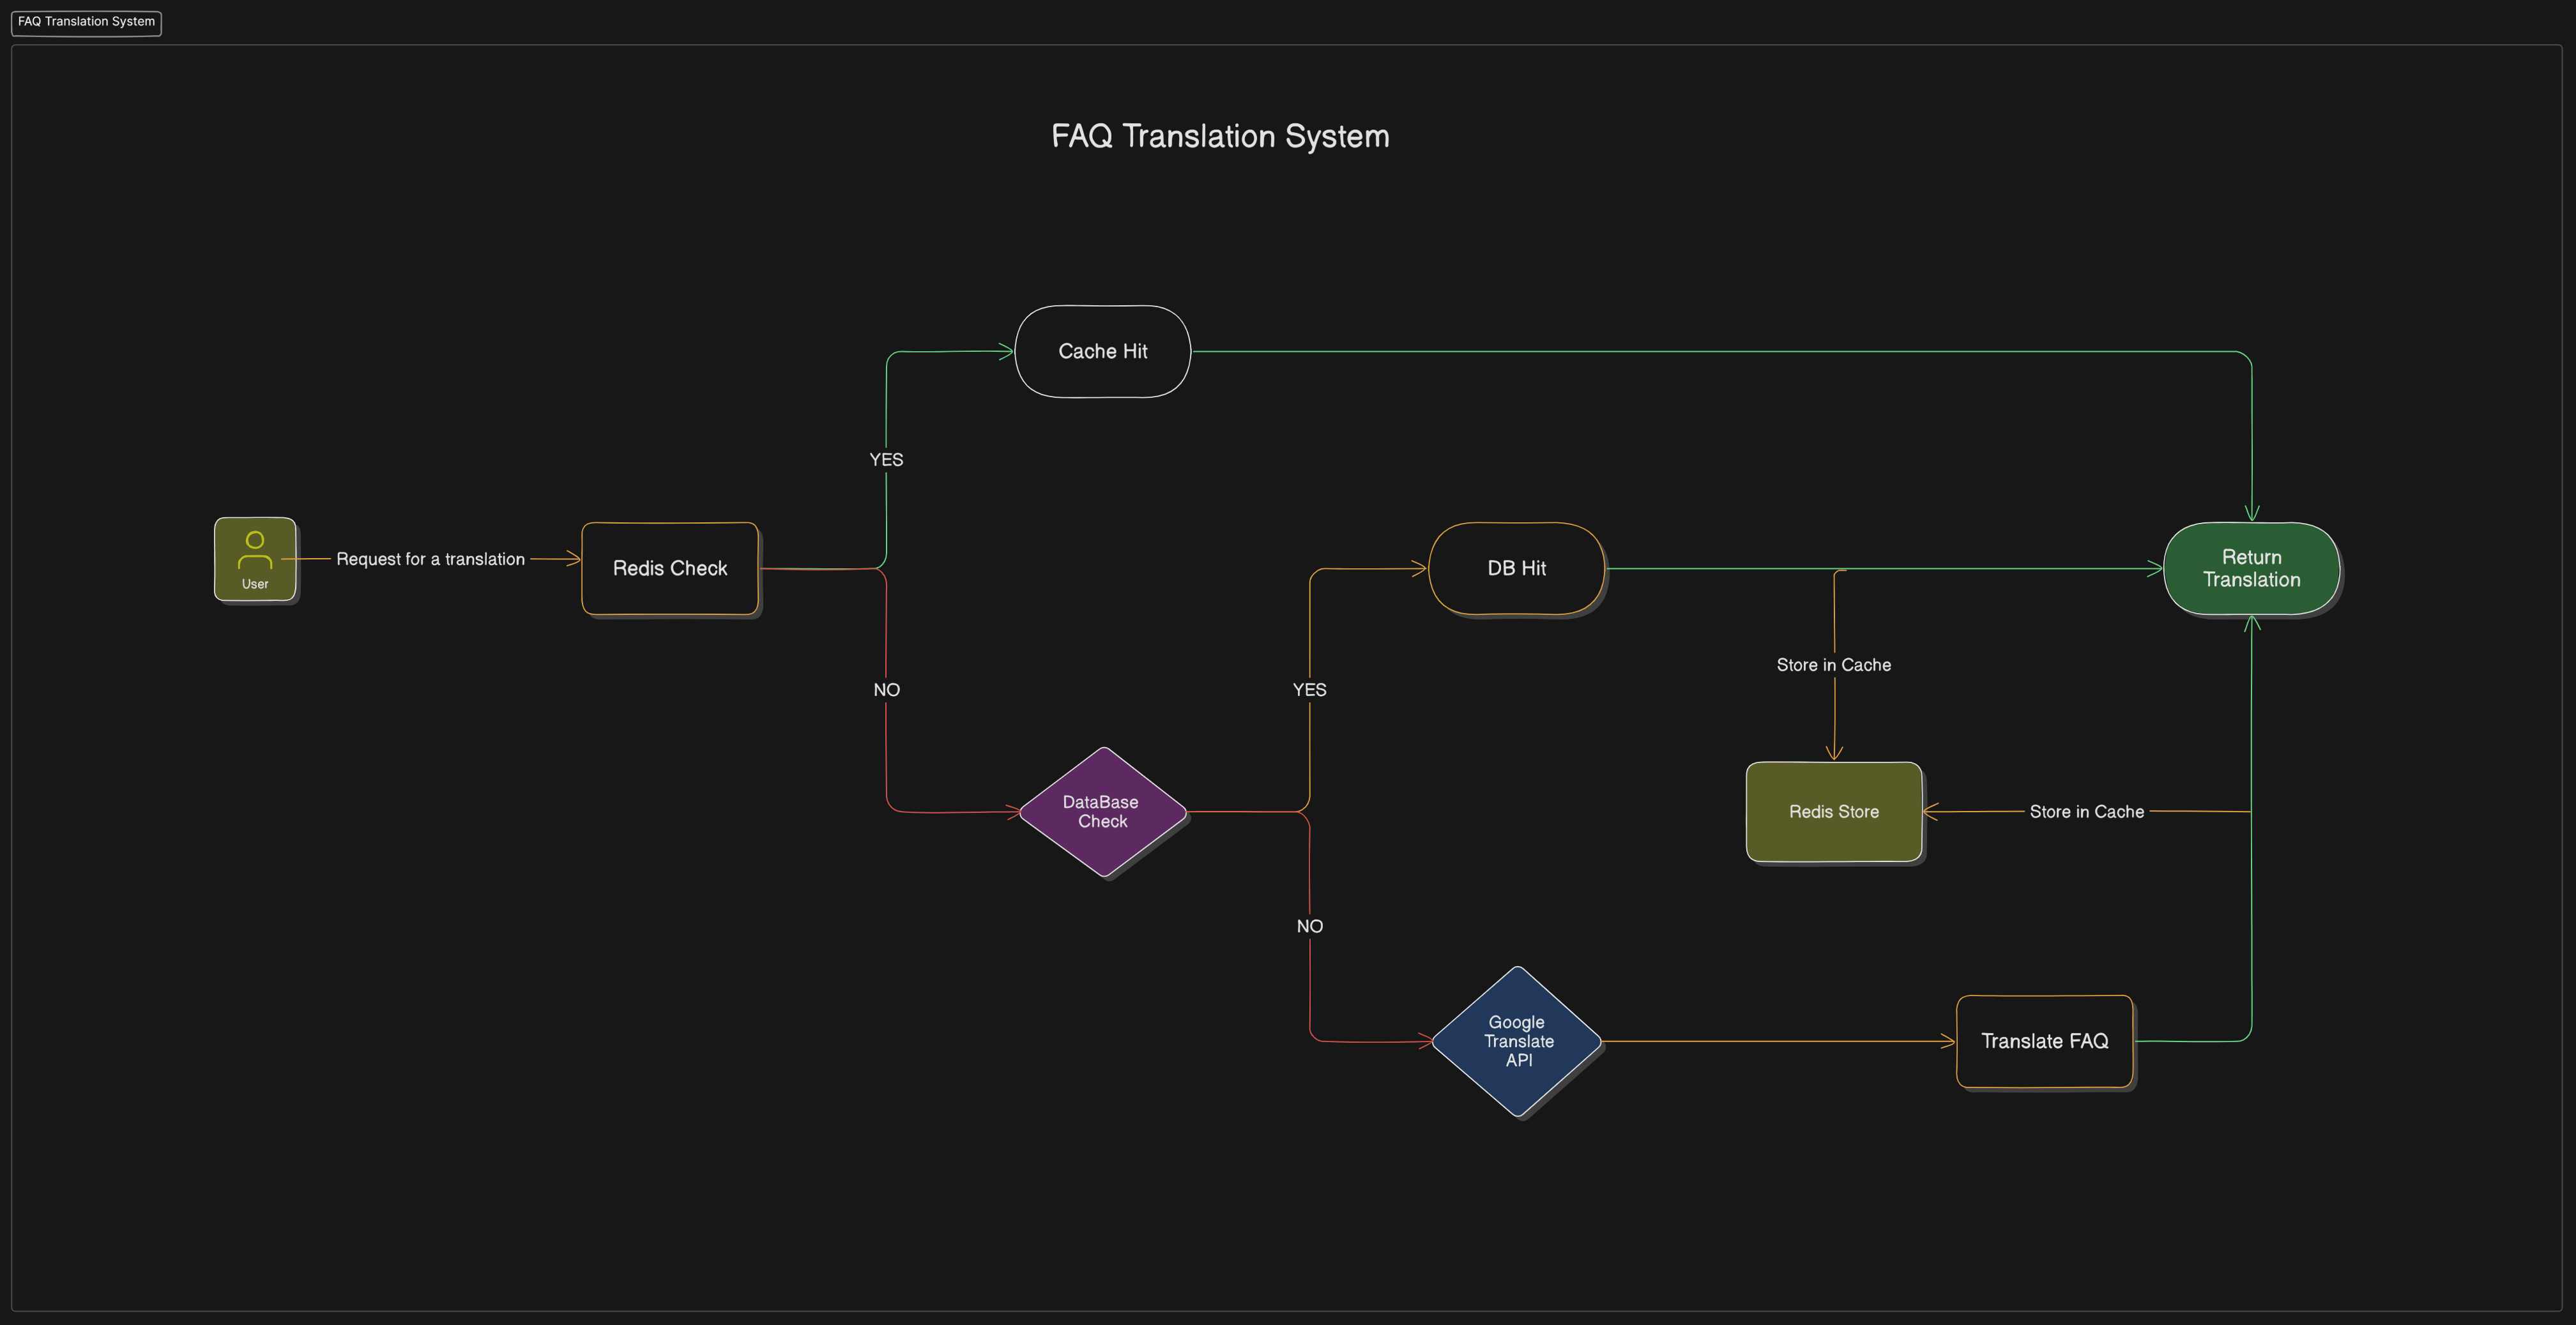 FAQ Translation System
FAQ Translation System
Cache Hit
YES
User
Request for a translation
Redis Check
DB Hit
Return
Translation
NO
YES
Store in Cache
DataBase
Check
Redis Store
Store in Cache
NO
Google
Translate
API
Translate FAQ